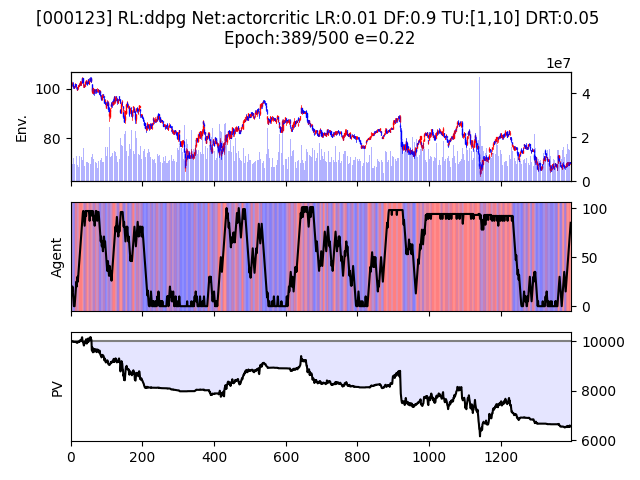 [000123] RL:ddpg Net:actorcritic LR:0.01 DF:0.9 TU:[1,10] DRT:0.05
Epoch:389/500 e=0.22
1e7
Env.
100
80
4
2
0
Agent
100
50
0
PV
10000
8000
6000
0 200 400 600 800 1000 1200